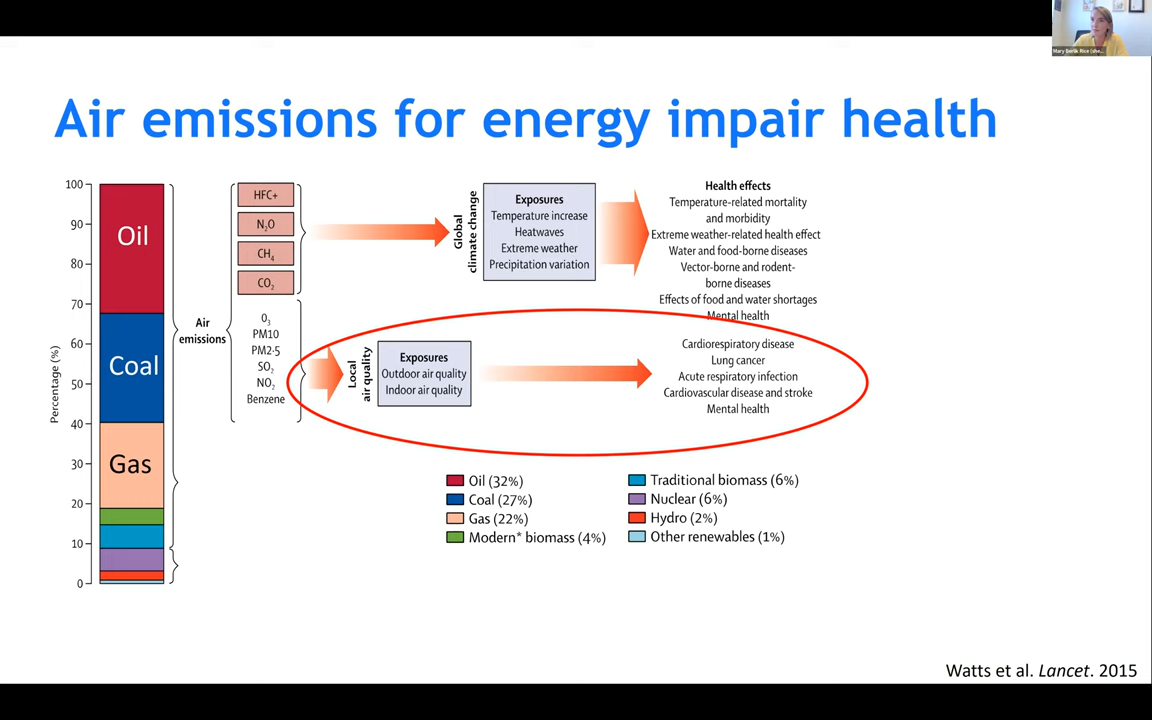 Mary Berlik Rice (she...
Air emissions for energy impair health
Percentage (%)
100
90
80
70
60
50
40
30
20
10
0
Oil
Coal
Gas
Air
emissions
HFC+
N₂O
CH₄
CO₂
O₃
PM10
PM2·5
SO₂
NO₂
Benzene
Global
climate change
Exposures
Temperature increase
Heatwaves
Extreme weather
Precipitation variation
Health effects
Temperature-related mortality
and morbidity
Extreme weather-related health effect
Water and food-borne diseases
Vector-borne and rodent-
borne diseases
Effects of food and water shortages
Mental health
Local
air quality
Exposures
Outdoor air quality
Indoor air quality
Cardiorespiratory disease
Lung cancer
Acute respiratory infection
Cardiovascular disease and stroke
Mental health
Oil (32%)
Coal (27%)
Gas (22%)
Modern* biomass (4%)
Traditional biomass (6%)
Nuclear (6%)
Hydro (2%)
Other renewables (1%)
Watts et al. Lancet. 2015